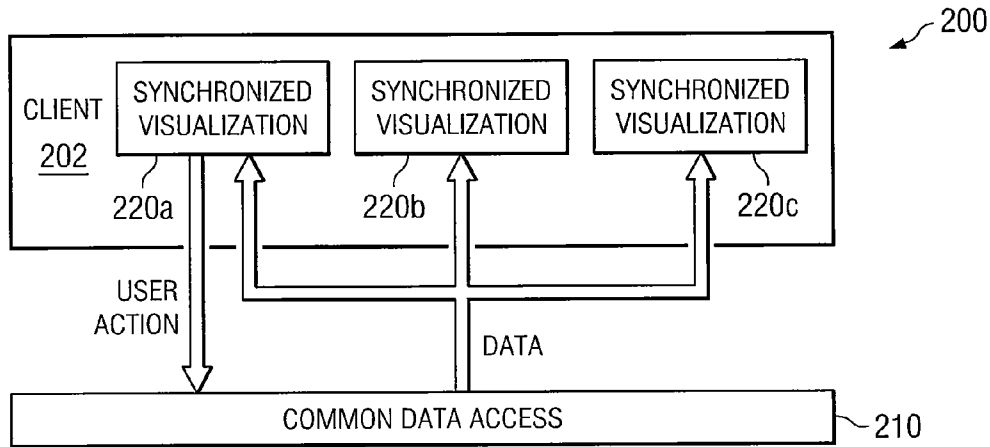 200
CLIENT
202
SYNCHRONIZED
VISUALIZATION
SYNCHRONIZED
VISUALIZATION
SYNCHRONIZED
VISUALIZATION
220a
220b
220c
USER
ACTION
DATA
COMMON DATA ACCESS
210